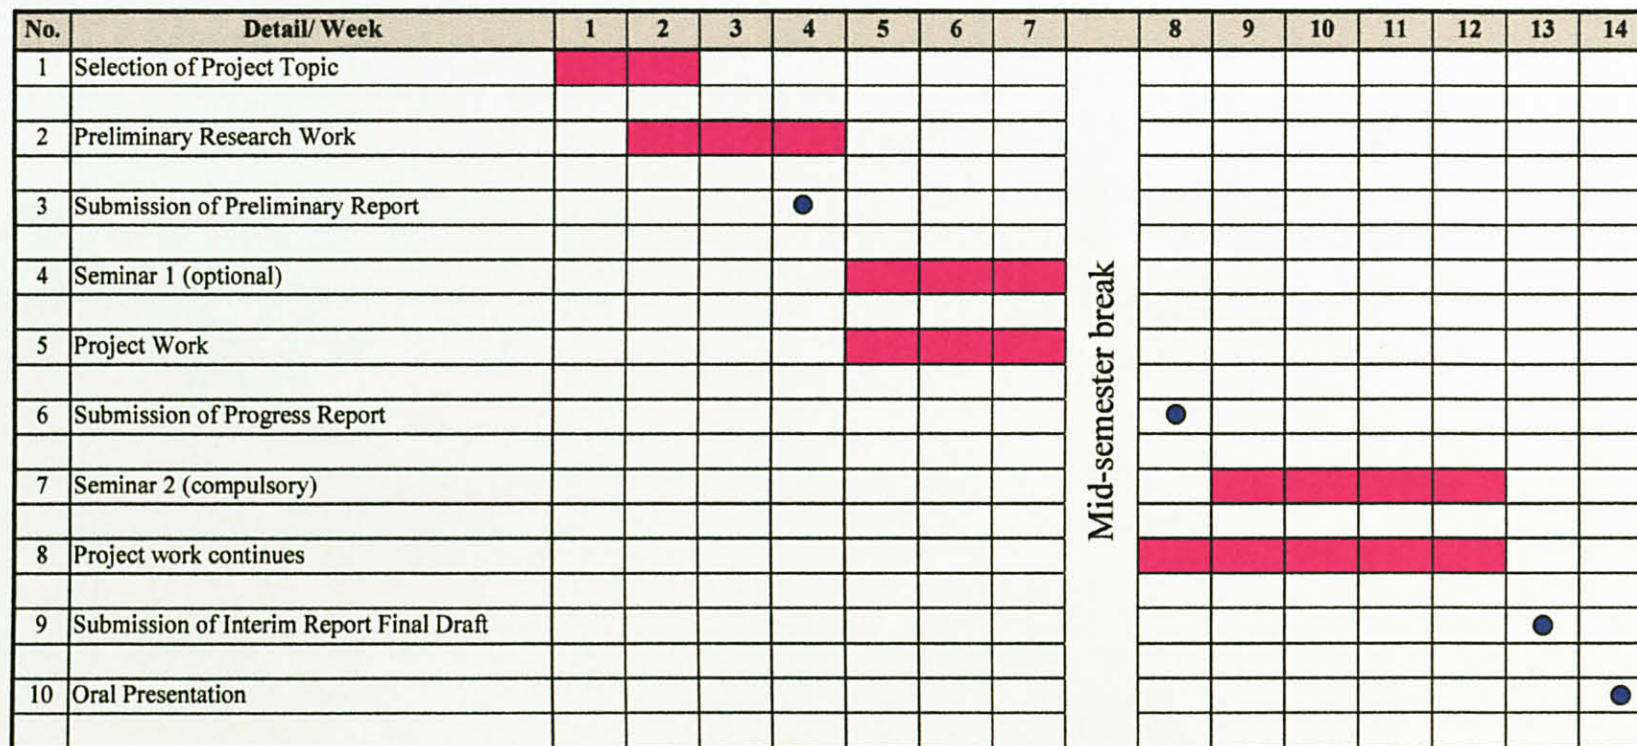 No. Detail/ Week 1 2 3 4 5 6 7 8 9 10 11 12 13 14
1 Selection of Project Topic
2 Preliminary Research Work
3 Submission of Preliminary Report
4 Seminar 1 (optional)
5 Project Work
Mid-semester break
6 Submission of Progress Report
7 Seminar 2 (compulsory)
8 Project work continues
9 Submission of Interim Report Final Draft
10 Oral Presentation